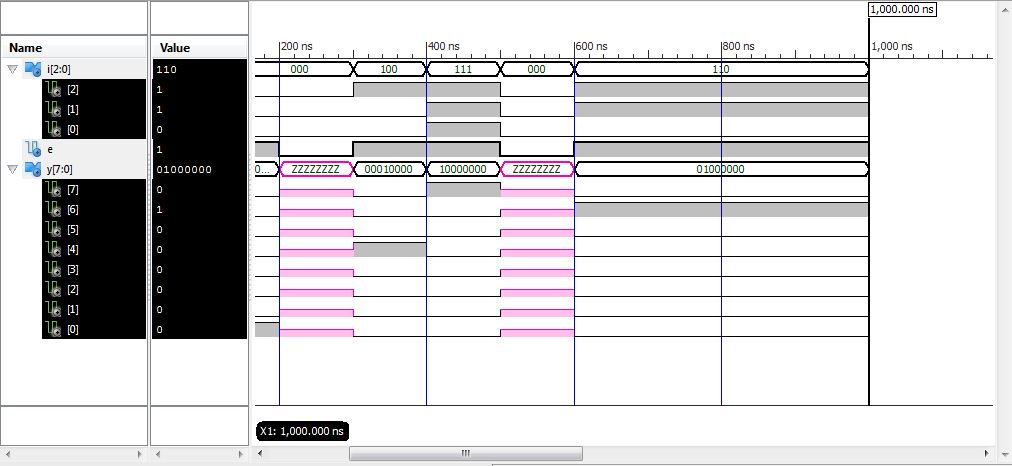 1,000.000 ns
Name Value 200 ns 400 ns 600 ns 800 ns 1,000 ns
i[2:0] 110 000 100 111 000 110
[2] 1
[1] 1
[0] 0
e 1
y[7:0] 01000000 0... ZZZZZZZZ 00010000 10000000 ZZZZZZZZ 01000000
[7] 0
[6] 1
[5] 0
[4] 0
[3] 0
[2] 0
[1] 0
[0] 0
X1: 1,000.000 ns